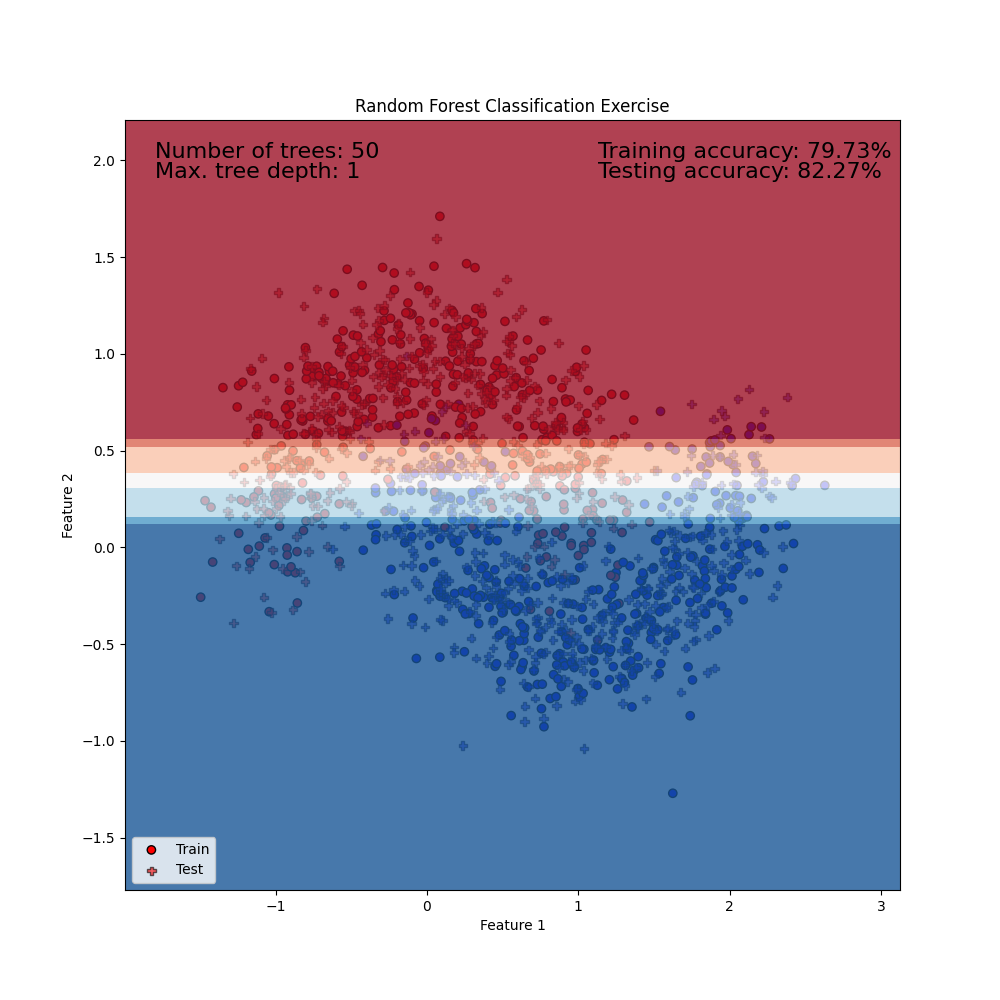 Random Forest Classification Exercise
Number of trees: 50
Max. tree depth: 1
Training accuracy: 79.73%
Testing accuracy: 82.27%
2.0
1.5
1.0
0.5
0.0
−0.5
−1.0
−1.5
Feature 2
Train
Test
−1
0
1
2
3
Feature 1